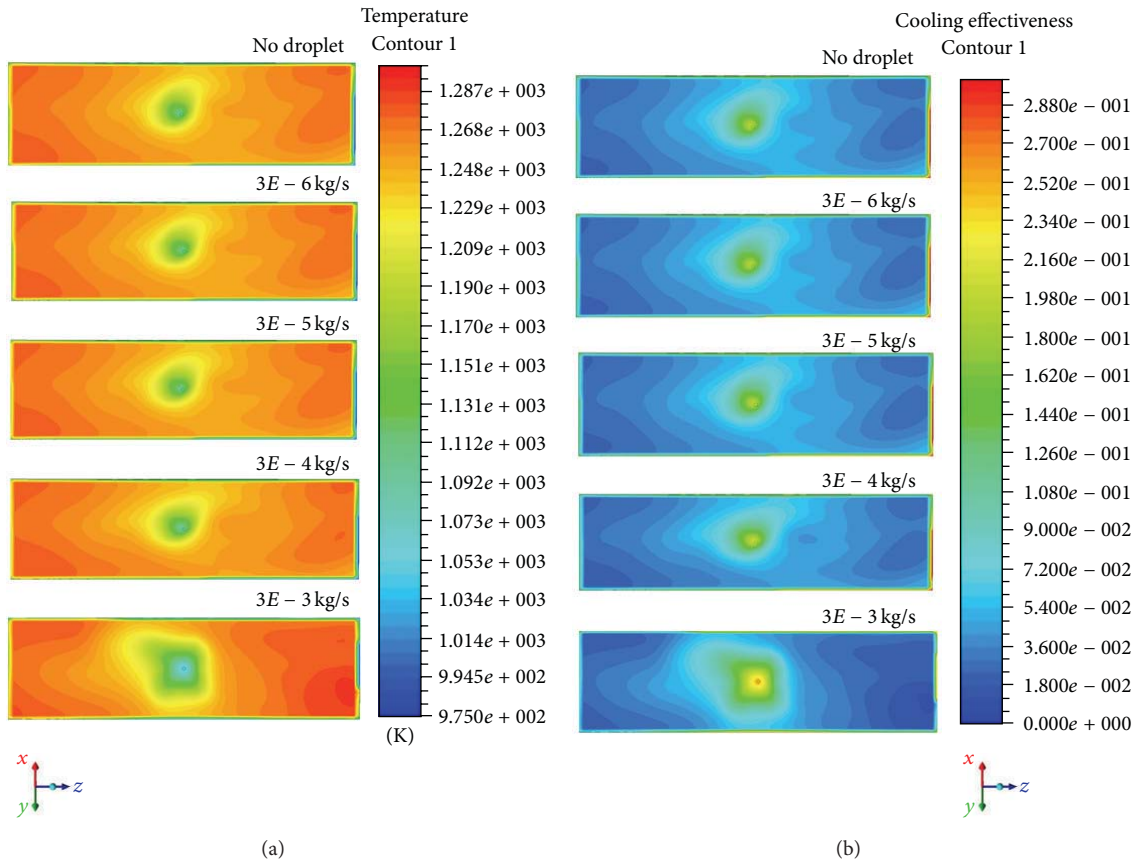 Temperature
Contour 1
No droplet
3E − 6 kg/s
3E − 5 kg/s
3E − 4 kg/s
3E − 3 kg/s
1.287e + 003
1.268e + 003
1.229e + 003
1.209e + 003
1.190e + 003
1.170e + 003
1.151e + 003
1.131e + 003
1.112e + 003
1.092e + 003
1.073e + 003
1.053e + 003
1.034e + 003
1.014e + 003
9.945e + 002
9.750e + 002
(K)
x
y
z
(a)
Cooling effectiveness
Contour 1
No droplet
3E − 6 kg/s
3E − 5 kg/s
3E − 4 kg/s
3E − 3 kg/s
2.880e − 001
2.700e − 001
2.520e − 001
2.340e − 001
2.160e − 001
1.980e − 001
1.800e − 001
1.620e − 001
1.440e − 001
1.260e − 001
1.080e − 001
9.000e − 002
7.200e − 002
5.400e − 002
3.600e − 002
1.800e − 002
0.000e + 000
x
y
z
(b)